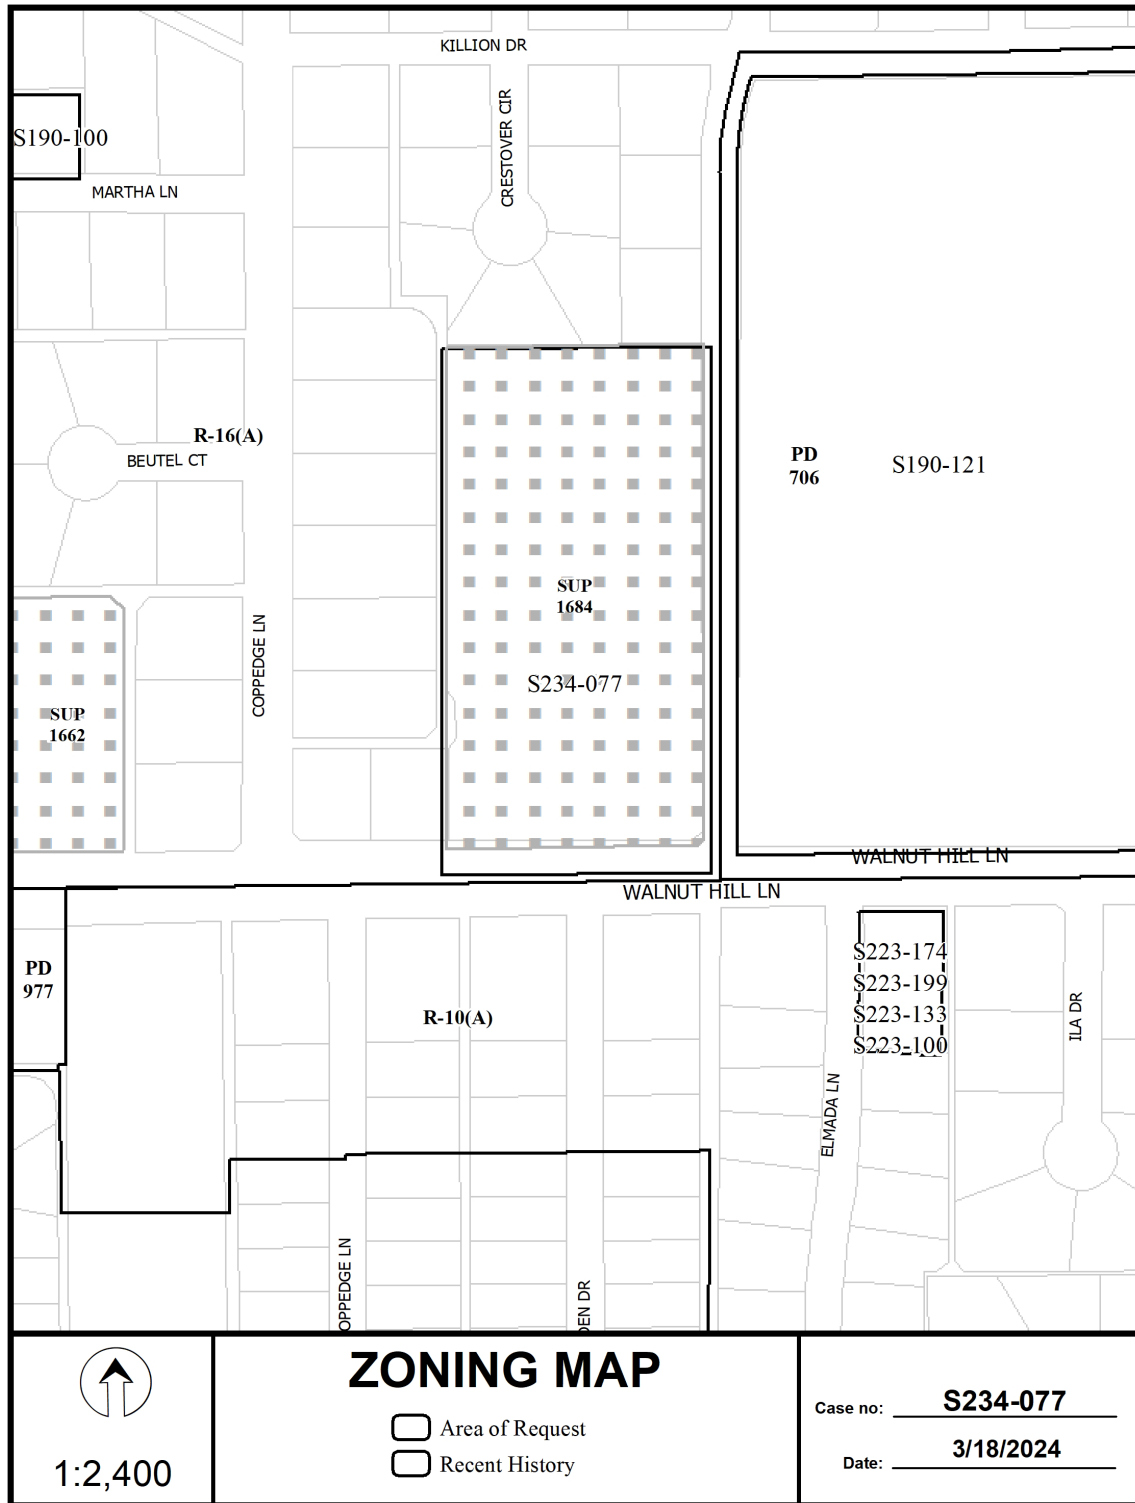 KILLION DR
CRESTOVER CIR
S190-100
MARTHA LN
R-16(A)
BEUTEL CT
PD
706
S190-121
SUP
1684
COPPEDGE LN
S234-077
SUP
1662
WALNUT HILL LN
WALNUT HILL LN
PD
977
R-10(A)
S223-174
S223-199
S223-133
S223-100
ILA DR
ELMADA LN
OPPEDGE LN
DEN DR
ZONING MAP
Area of Request
Recent History
1:2,400
Case no: S234-077
Date: 3/18/2024